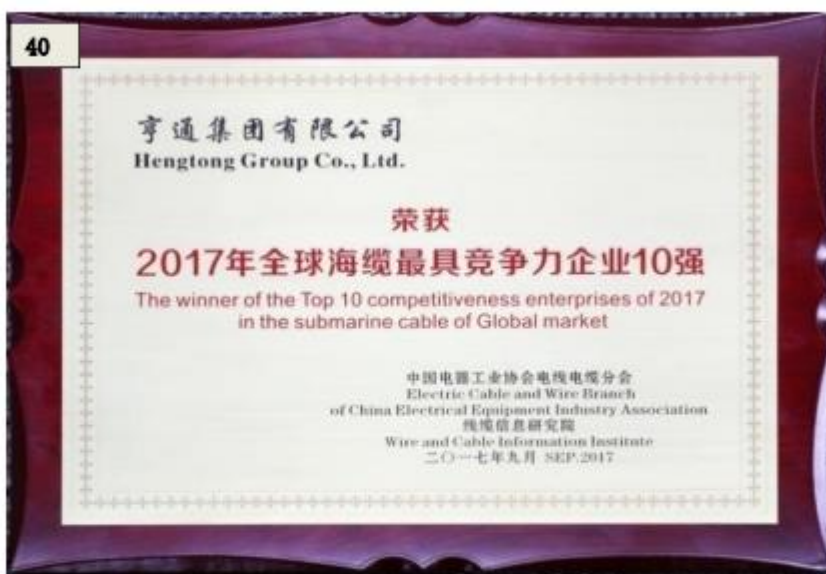 40
亨通集团有限公司
Hengtong Group Co., Ltd.
荣获
2017年全球海缆最具竞争力企业10强
The winner of the Top 10 competitiveness enterprises of 2017
in the submarine cable of Global market
中国电器工业协会电线电缆分会
Electric Cable and Wire Branch
of China Electrical Equipment Industry Association
线缆信息研究院
Wire and Cable Information Institute
二〇一七年九月 SEP.2017